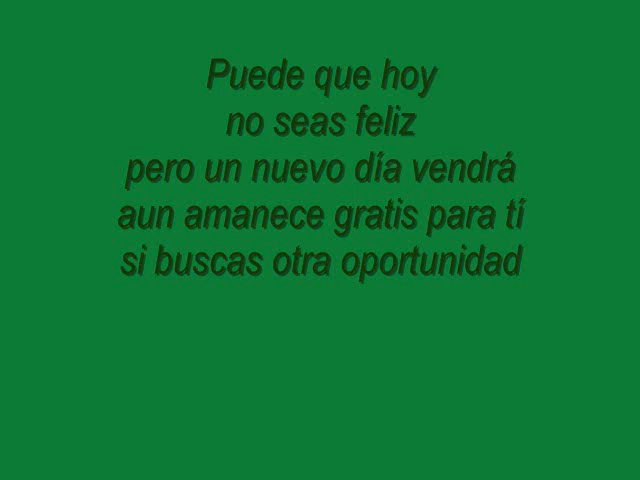 Puede que hoy
no seas feliz
pero un nuevo día vendrá
aun amanece gratis para tí
si buscas otra oportunidad